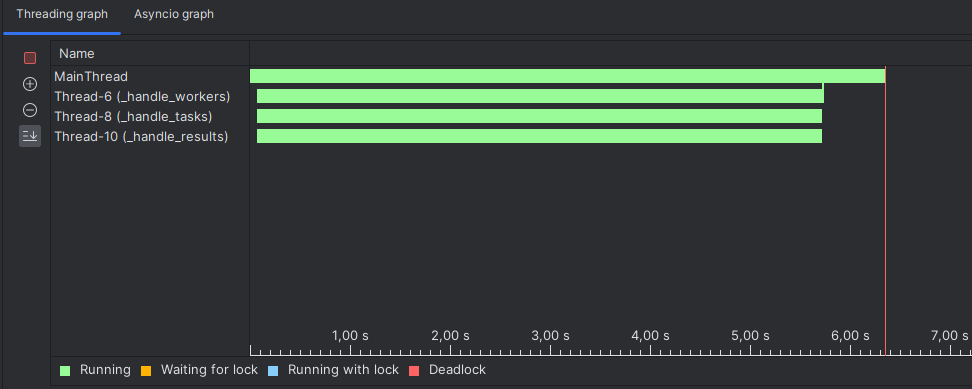 Threading graph Asyncio graph
Name
MainThread
Thread-6 (_handle_workers)
Thread-8 (_handle_tasks)
Thread-10 (_handle_results)
1,00 s 2,00 s 3,00 s 4,00 s 5,00 s 6,00 s 7,00 s
Running Waiting for lock Running with lock Deadlock